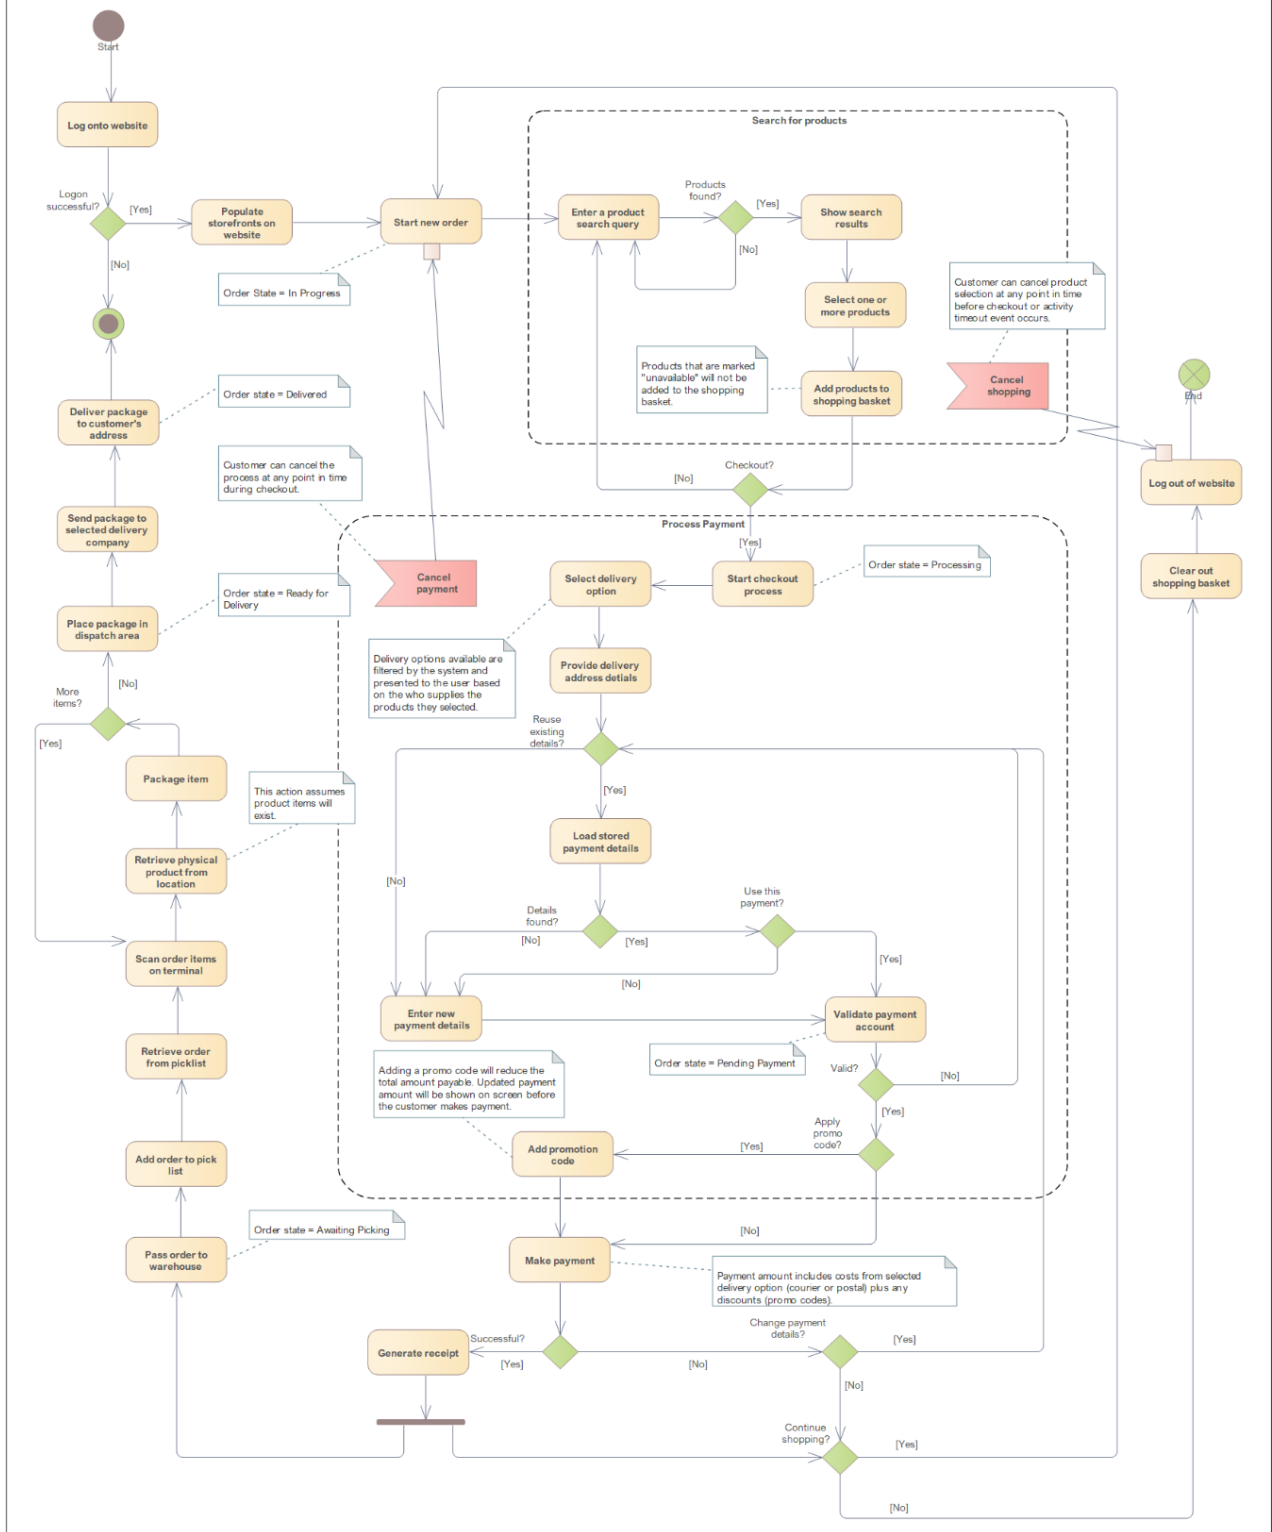 Start
Log onto website
Logon
successful?
[Yes]
[No]
Populate
storefronts on
website
Start new order
Order State = In Progress
Search for products
Enter a product
search query
Products
found?
[Yes]
[No]
Show search
results
Select one or
more products
Products that are marked
"unavailable" will not be
added to the shopping
basket.
Add products to
shopping basket
Customer can cancel product
selection at any point in time
before checkout or activity
timeout event occurs.
Cancel
shopping
End
Log out of website
Clear out
shopping basket
Checkout?
[No]
[Yes]
Deliver package
to customer's
address
Order state = Delivered
Customer can cancel the
process at any point in time
during checkout.
Send package to
selected delivery
company
Order state = Ready for
Delivery
Place package in
dispatch area
[No]
More
items?
[Yes]
Package item
This action assumes
product items will
exist.
Retrieve physical
product from
location
Scan order items
on terminal
Retrieve order
from picklist
Add order to pick
list
Order state = Awaiting Picking
Pass order to
warehouse
Process Payment
Cancel
payment
Select delivery
option
Start checkout
process
Order state = Processing
Delivery options available are
filtered by the system and
presented to the user based
on the who supplies the
products they selected.
Provide delivery
address detials
Reuse
existing
details?
[Yes]
[No]
Load stored
payment details
Details
found?
[No]
[Yes]
Use this
payment?
[Yes]
[No]
Enter new
payment details
Validate payment
account
Order state = Pending Payment
Valid?
[No]
[Yes]
Adding a promo code will reduce the
total amount payable. Updated payment
amount will be shown on screen before
the customer makes payment.
Apply
promo
code?
[Yes]
[No]
Add promotion
code
Make payment
Payment amount includes costs from selected
delivery option (courier or postal) plus any
discounts (promo codes).
Successful?
[Yes]
[No]
Generate receipt
Change payment
details?
[Yes]
[No]
Continue
shopping?
[Yes]
[No]